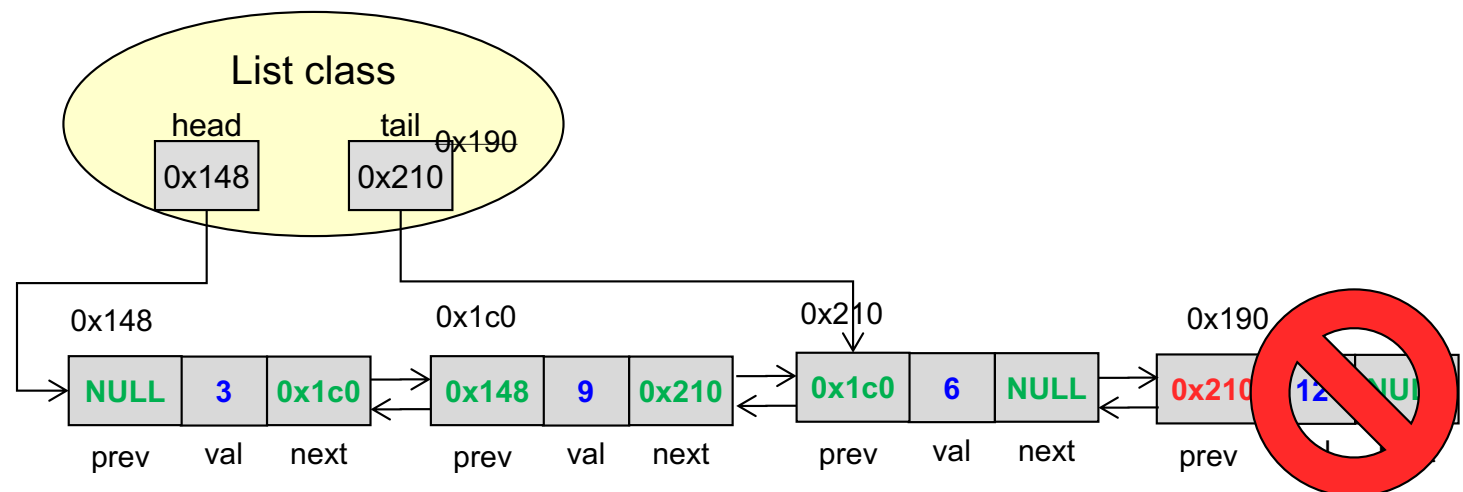 List class
head tail
0x190
0x148 0x210
0x148 0x1c0 0x210 0x190
NULL 3 0x1c0 0x148 9 0x210 0x1c0 6 NULL 0x210 12
prev val next prev val next prev val next prev